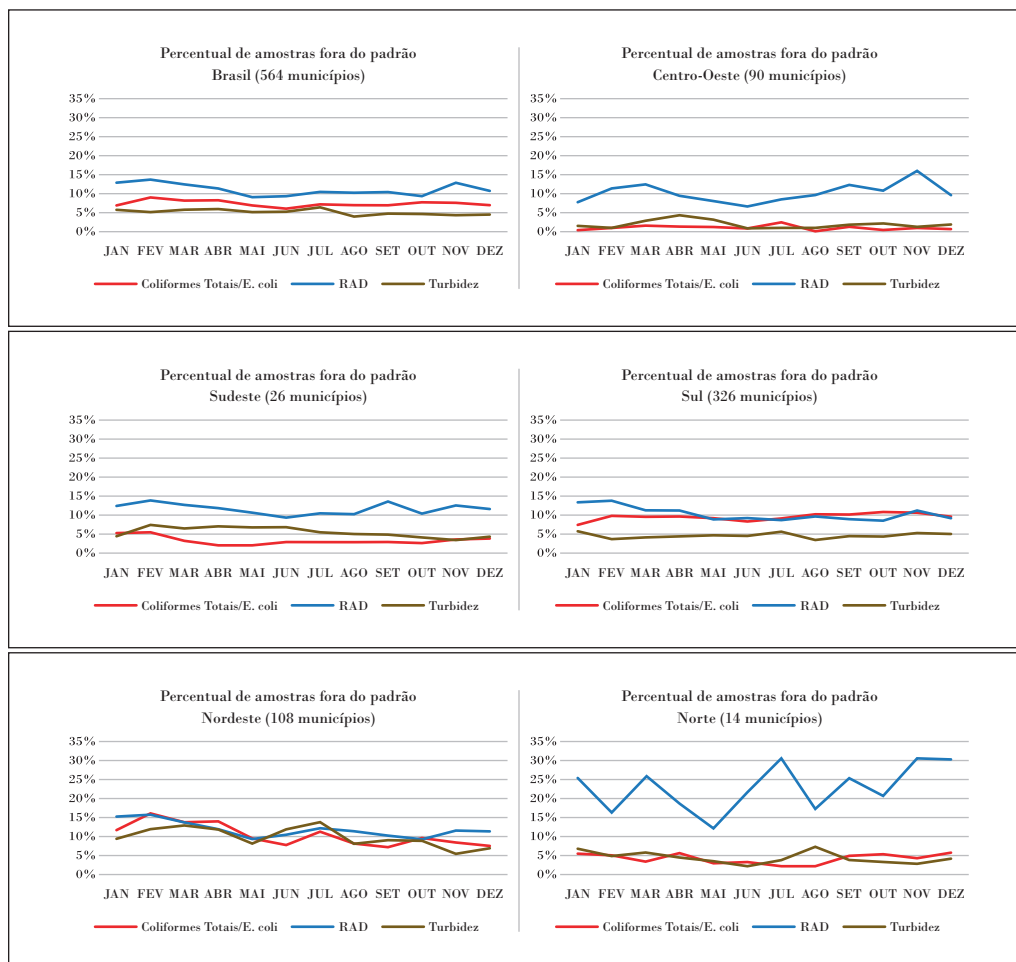 Percentual de amostras fora do padrão
Brasil (564 municípios)
35%
30%
25%
20%
15%
10%
5%
0%
JAN FEV MAR ABR MAI JUN JUL AGO SET OUT NOV DEZ
Coliformes Totais/E. coli RAD Turbidez
Percentual de amostras fora do padrão
Centro-Oeste (90 municípios)
35%
30%
25%
20%
15%
10%
5%
0%
JAN FEV MAR ABR MAI JUN JUL AGO SET OUT NOV DEZ
Coliformes Totais/E. coli RAD Turbidez
Percentual de amostras fora do padrão
Sudeste (26 municípios)
35%
30%
25%
20%
15%
10%
5%
0%
JAN FEV MAR ABR MAI JUN JUL AGO SET OUT NOV DEZ
Coliformes Totais/E. coli RAD Turbidez
Percentual de amostras fora do padrão
Sul (326 municípios)
35%
30%
25%
20%
15%
10%
5%
0%
JAN FEV MAR ABR MAI JUN JUL AGO SET OUT NOV DEZ
Coliformes Totais/E. coli RAD Turbidez
Percentual de amostras fora do padrão
Nordeste (108 municípios)
35%
30%
25%
20%
15%
10%
5%
0%
JAN FEV MAR ABR MAI JUN JUL AGO SET OUT NOV DEZ
Coliformes Totais/E. coli RAD Turbidez
Percentual de amostras fora do padrão
Norte (14 municípios)
35%
30%
25%
20%
15%
10%
5%
0%
JAN FEV MAR ABR MAI JUN JUL AGO SET OUT NOV DEZ
Coliformes Totais/E. coli RAD Turbidez